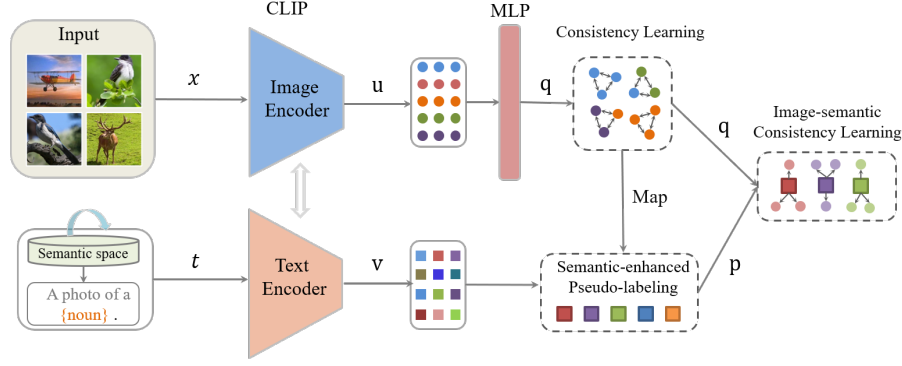 CLIP
MLP
Input
Consistency Learning
x
Image
Encoder
u
q
q
Image-semantic
Consistency Learning
Map
Semantic space
t
Text
Encoder
v
Semantic-enhanced
Pseudo-labeling
p
A photo of a
{noun} .